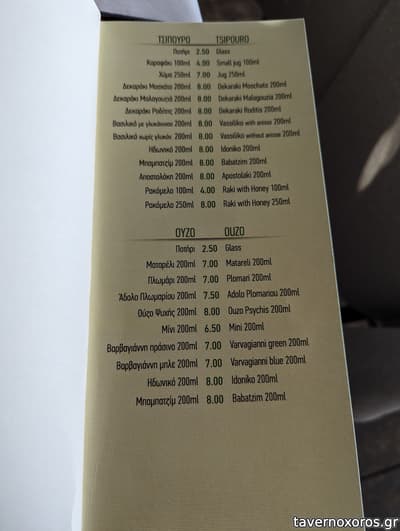 ΤΣΙΠΟΥΡΟ TSIPOURO
Ποτήρι 2.50 Glass
Καραφάκι 100ml 4.00 Small jug 100ml
Χύμα 250ml 7.00 Jug 250ml
Δεκαράκι Μοσχάτο 200ml 8.00 Dekaraki Moschato 200ml
Δεκαράκι Μαλαγουζιά 200ml 8.00 Dekaraki Malagouzia 200ml
Δεκαράκι Ροδίτης 200ml 8.00 Dekaraki Roditis 200ml
Βασιλικό με γλυκάνισο 200ml 8.00 Vassiliko with anisse 200ml
Βασιλικό χωρίς γλυκάν. 200ml 8.00 Vassiliko without anisse 200ml
Ηδωνικό 200ml 8.00 Idoniko 200ml
Μπαμπατζίμ 200ml 8.00 Babatzim 200ml
Αποστολάκη 200ml 8.00 Apostolaki 200ml
Ρακόμελο 100ml 4.00 Raki with Honey 100ml
Ρακόμελο 250ml 8.00 Raki with Honey 250ml
ΟΥΖΟ OUZO
Ποτήρι 2.50 Glass
Ματαρέλι 200ml 7.00 Matareli 200ml
Πλωμάρι 200ml 7.00 Plomari 200ml
Άδολο Πλωμαρίου 200ml 7.50 Adolo Plomariou 200ml
Ούζο Ψυχής 200ml 8.00 Ouzo Psychis 200ml
Μίνι 200ml 6.50 Mini 200ml
Βαρβαγιάννη πράσινο 200ml 7.00 Varvagianni green 200ml
Βαρβαγιάννη μπλε 200ml 7.00 Varvagianni blue 200ml
Ηδωνικό 200ml 8.00 Idoniko 200ml
Μπαμπατζίμ 200ml 8.00 Babatzim 200ml
tavernoxoros.gr